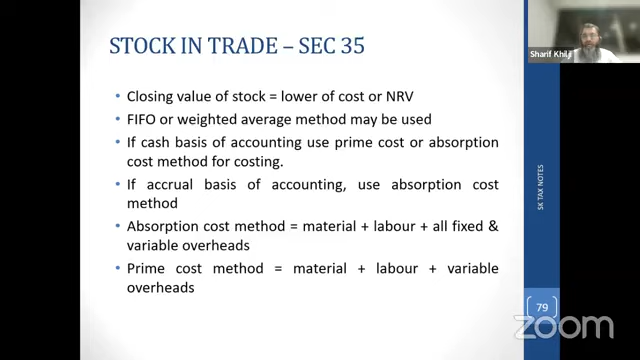 STOCK IN TRADE – SEC 35
Sharif Khilji
• Closing value of stock = lower of cost or NRV
• FIFO or weighted average method may be used
• If cash basis of accounting use prime cost or absorption
cost method for costing.
• If accrual basis of accounting, use absorption cost
method
• Absorption cost method = material + labour + all fixed &
variable overheads
• Prime cost method = material + labour + variable
overheads
SK TAX NOTES
79
zoom